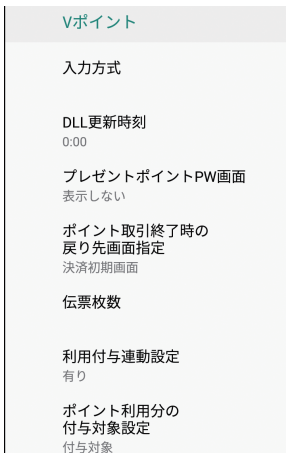 Vポイント
入力方式
DLL更新時刻
0:00
プレゼントポイントPW画面
表示しない
ポイント取引終了時の
戻り先画面指定
決済初期画面
伝票枚数
利用付与連動設定
有り
ポイント利用分の
付与対象設定
付与対象